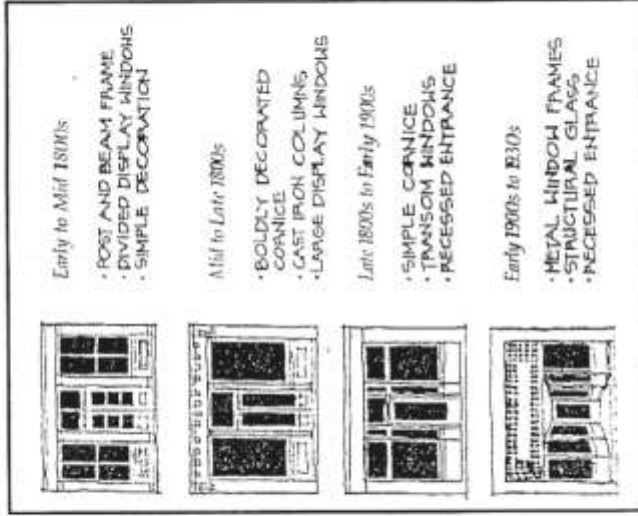 Early to Mid 1800s
• POST AND BEAM FRAME
• DIVIDED DISPLAY WINDOWS
• SIMPLE DECORATION
Mid to Late 1800s
• BOLDLY DECORATED
CORNICE
• CAST IRON COLUMNS
• LARGE DISPLAY WINDOWS
Late 1800s to Early 1900s
• SIMPLE CORNICE
• TRANSOM WINDOWS
• RECESSED ENTRANCE
Early 1900s to 1930s
• METAL WINDOW FRAMES
• STRUCTURAL GLASS
• RECESSED ENTRANCE